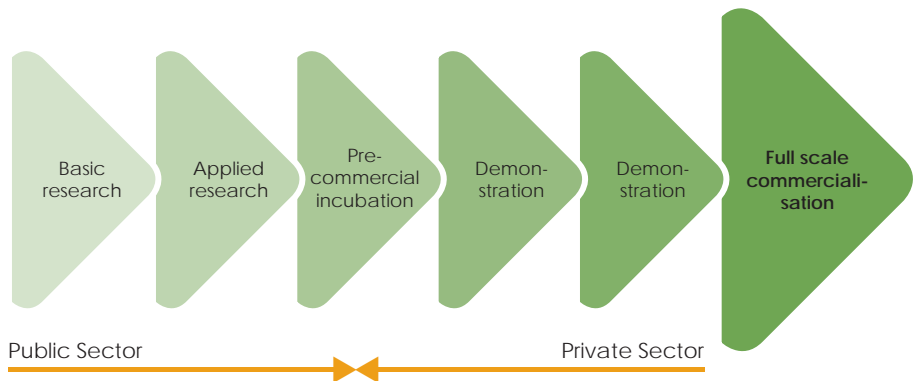 Basic
research
Applied
research
Pre-
commercial
incubation
Demon-
stration
Demon-
stration
Full scale
commerciali-
sation
Public Sector
Private Sector